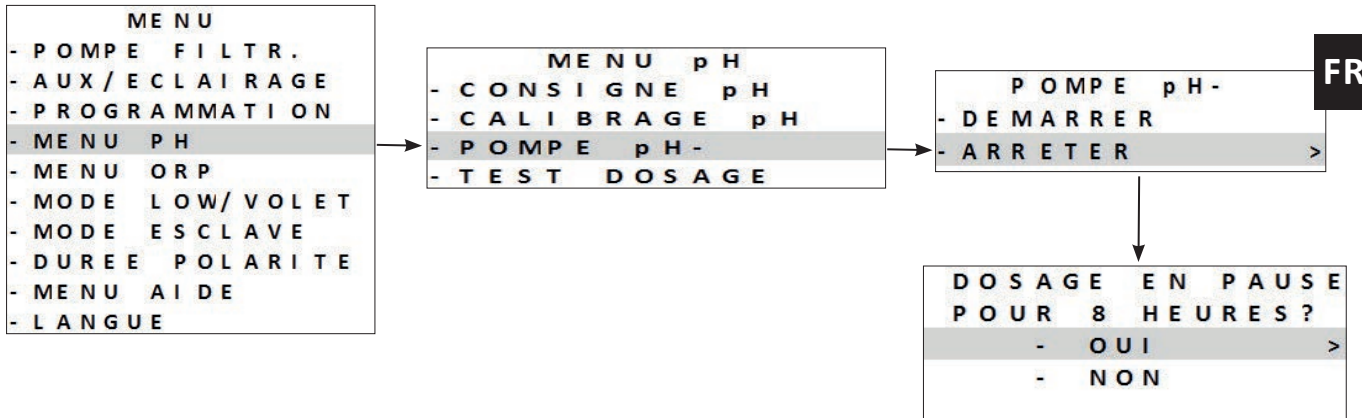 MENU
- POMPE FILTR.
- AUX/ECLAIRAGE
- PROGRAMMATION
- MENU PH
- MENU ORP
- MODE LOW/VOLET
- MODE ESCLAVE
- DUREE POLARITE
- MENU AIDE
- LANGUE
MENU pH
- CONSIGNE pH
- CALIBRAGE pH
- POMPE pH-
- TEST DOSAGE
POMPE pH-
- DEMARRER
- ARRETER >
FR
DOSAGE EN PAUSE
POUR 8 HEURES?
- OUI >
- NON